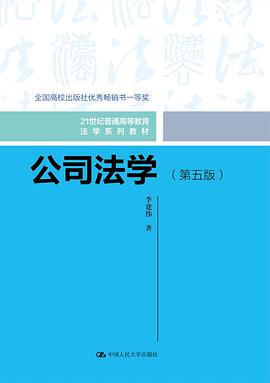 全国高校出版社优秀畅销书一等奖
21世纪普通高等教育
法学系列教材
公司法学（第五版）
李建伟 著
中国人民大学出版社